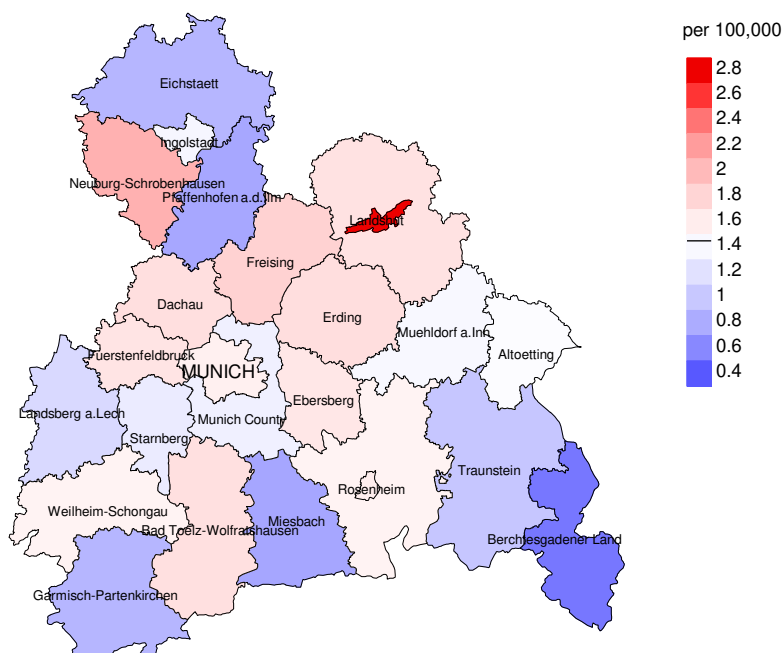 per 100,000
2.8
2.6
2.4
2.2
2
1.8
1.6
1.4
1.2
1
0.8
0.6
0.4
Eichstaett
Ingolstadt
Neuburg-Schrobenhausen
Pfaffenhofen a.d.Ilm
Landshut
Freising
Dachau
Erding
Muehldorf a.Inn
Altoetting
Fuerstenfeldbruck
MUNICH
Ebersberg
Landsberg a.Lech
Munich County
Starnberg
Traunstein
Rosenheim
Weilheim-Schongau
Miesbach
Bad Toelz-Wolfratshausen
Berchtesgadener Land
Garmisch-Partenkirchen